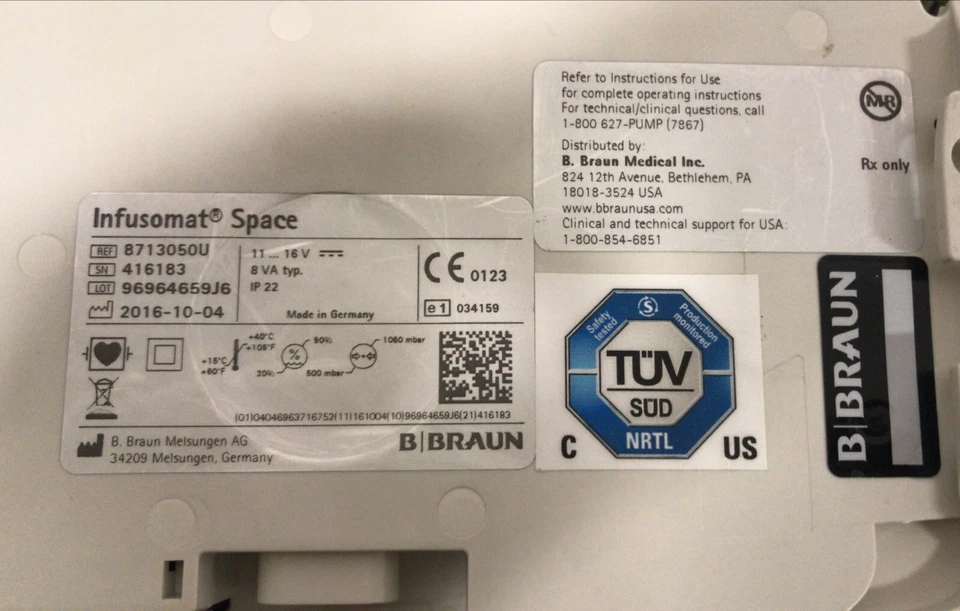 Refer to Instructions for Use
for complete operating instructions
For technical/clinical questions, call
1-800 627-PUMP (7867)
MR
Distributed by:
B. Braun Medical Inc.
824 12th Avenue, Bethlehem, PA
18018-3524 USA
www.bbraunusa.com
Clinical and technical support for USA:
1-800-854-6851
Rx only
Infusomat® Space
REF 8713050U
SN 416183
LOT 96964659J6
2016-10-04
11 ... 16 V
8 VA typ.
IP 22
Made in Germany
CE 0123
e1 034159
+15°C
+60°F
+40°C
+105°F
%
30%
90%
500 mbar
1060 mbar
(01)04046963716752(11)161004(10)96964659J6(21)416183
B. Braun Melsungen AG
34209 Melsungen, Germany
B|BRAUN
Safety
tested
S
Production
monitored
TÜV
SÜD
NRTL
C US
B|BRAUN